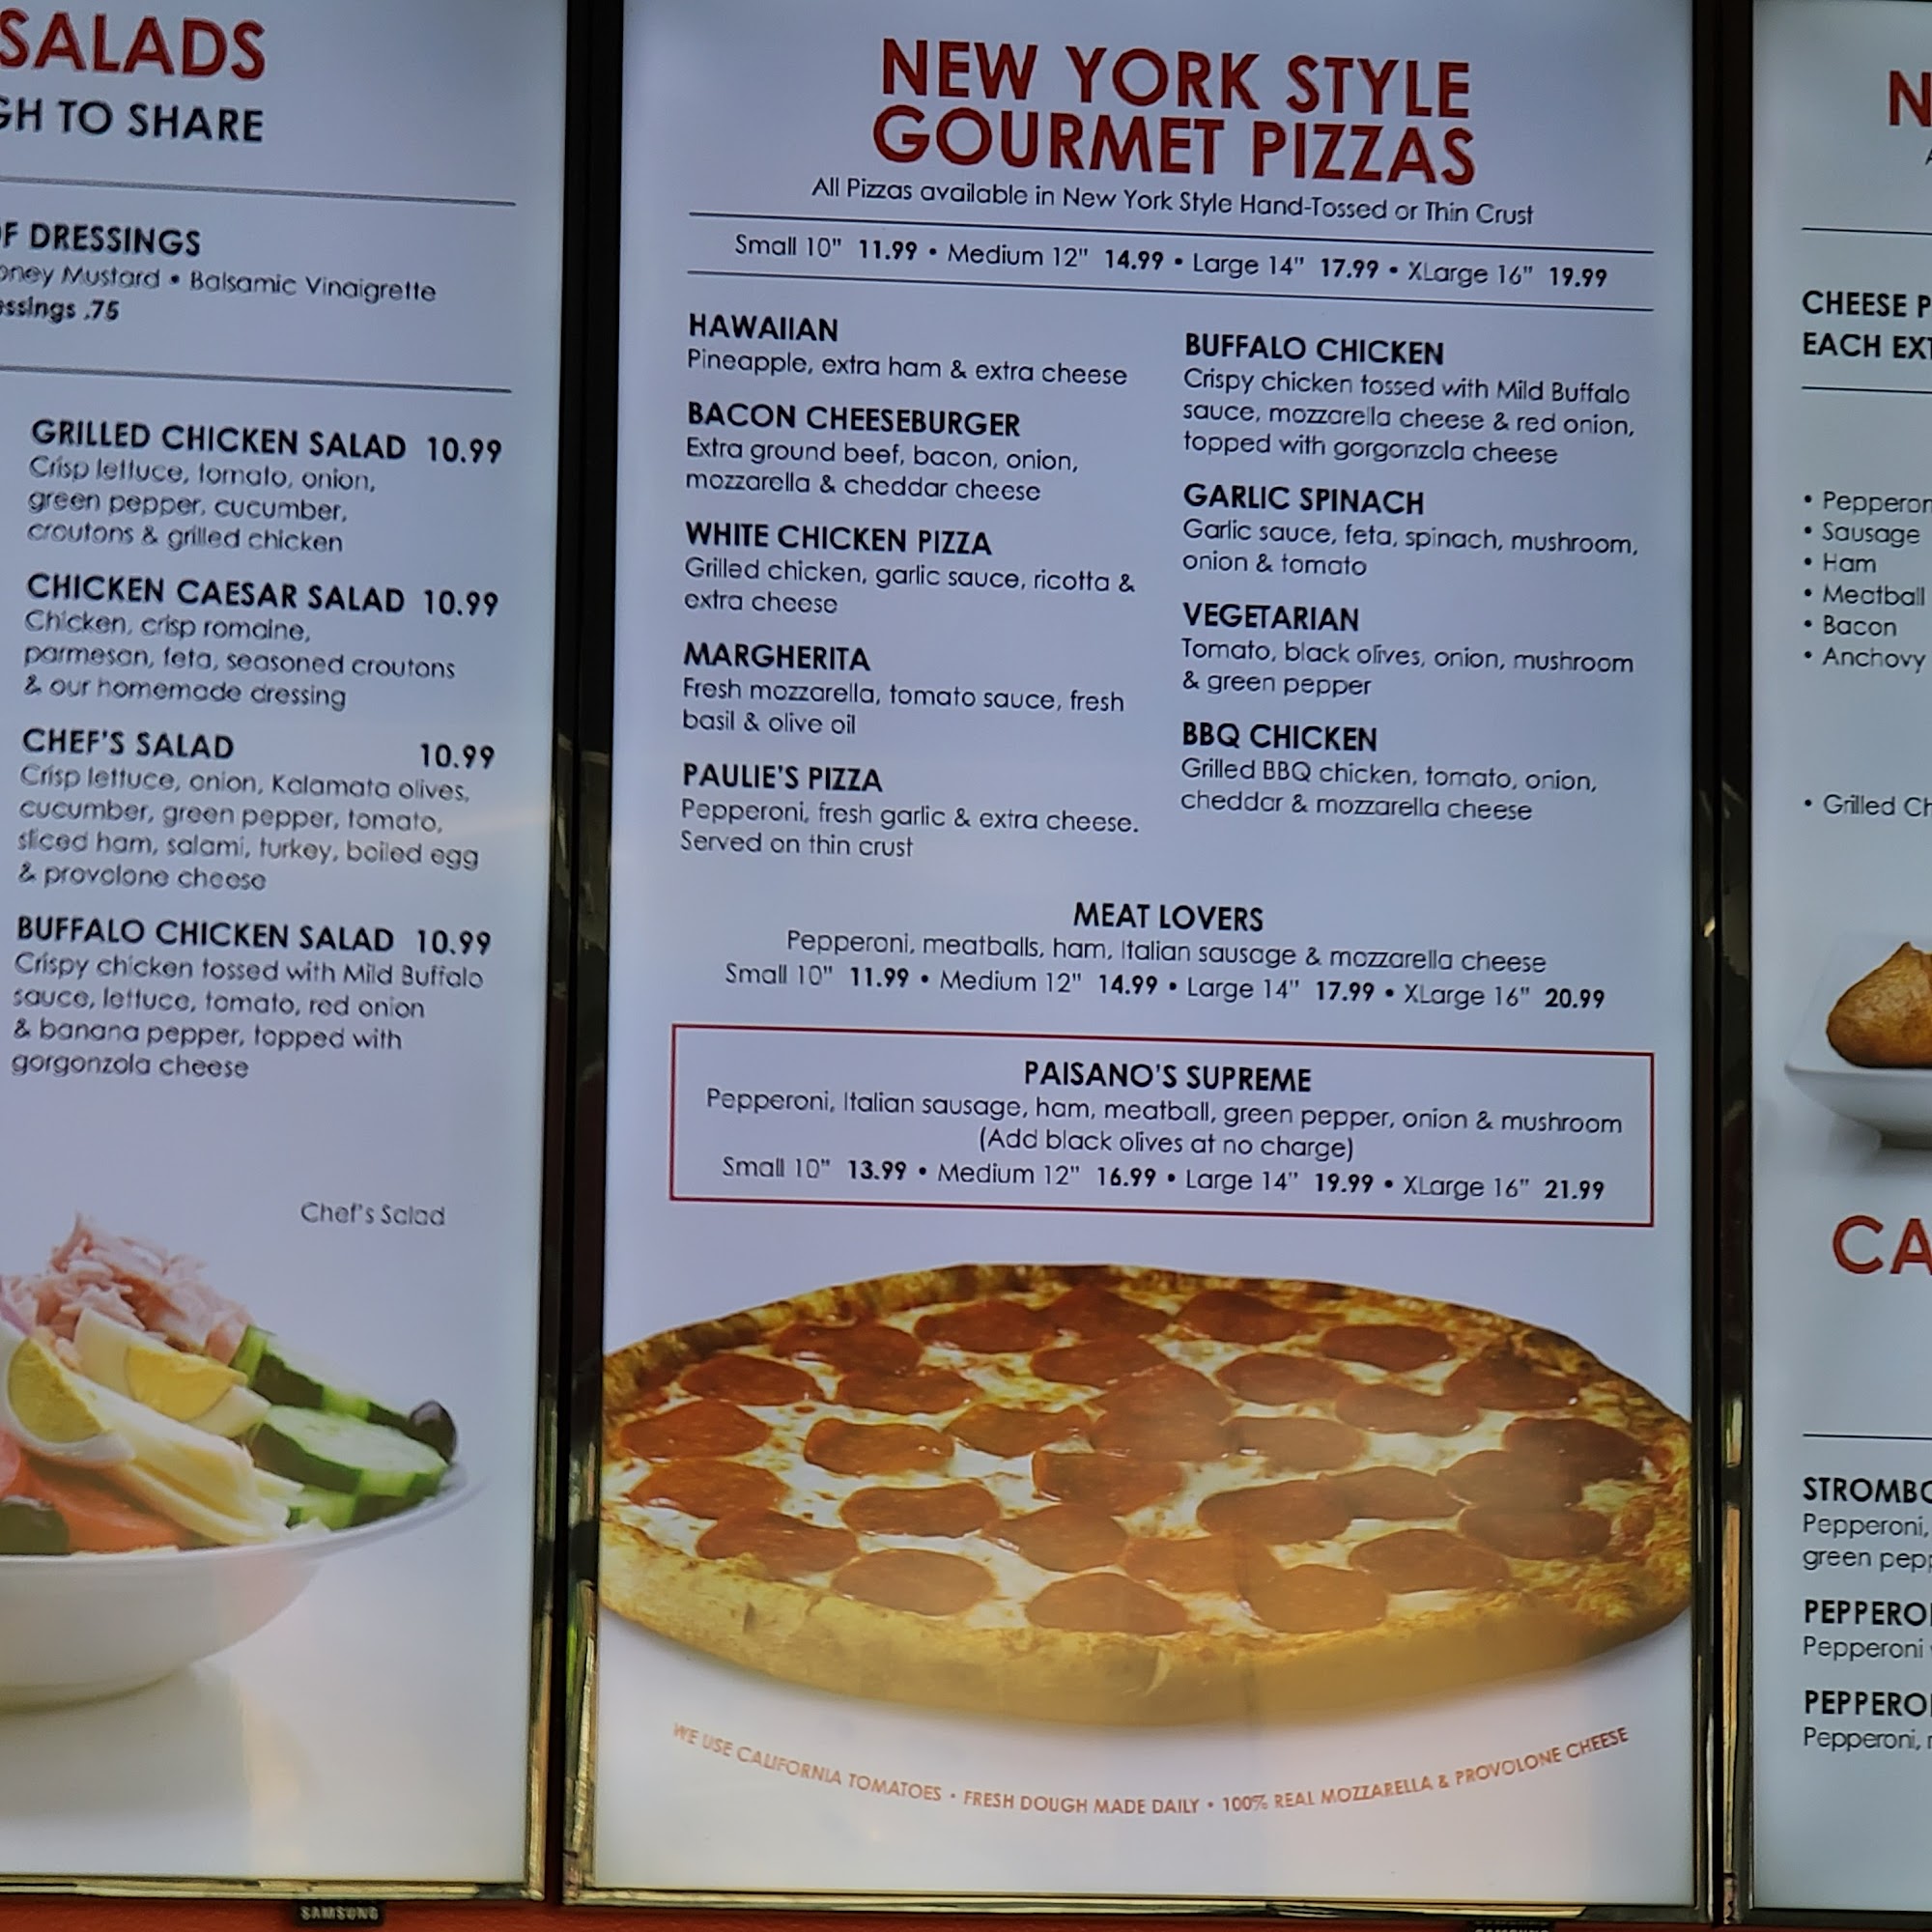 SALADS
TO SHARE
DRESSINGS
Mustard • Balsamic Vinaigrette
.75
GRILLED CHICKEN SALAD 10.99
Crisp lettuce, tomato, onion,
green pepper, cucumber,
croutons & grilled chicken
CHICKEN CAESAR SALAD 10.99
Chicken, crisp romaine,
parmesan, feta, seasoned croutons
& our homemade dressing
CHEF'S SALAD 10.99
Crisp lettuce, onion, Kalamata olives,
cucumber, green pepper, tomato,
sliced ham, salami, turkey, boiled egg
& provolone cheese
BUFFALO CHICKEN SALAD 10.99
Crispy chicken tossed with Mild Buffalo
sauce, lettuce, tomato, red onion
& banana pepper, topped with
gorgonzola cheese
Chef's Salad
SAMSUNG
NEW YORK STYLE
GOURMET PIZZAS
All Pizzas available in New York Style Hand-Tossed or Thin Crust
Small 10" 11.99 • Medium 12" 14.99 • Large 14" 17.99 • XLarge 16" 19.99
HAWAIIAN
Pineapple, extra ham & extra cheese
BACON CHEESEBURGER
Extra ground beef, bacon, onion,
mozzarella & cheddar cheese
WHITE CHICKEN PIZZA
Grilled chicken, garlic sauce, ricotta &
extra cheese
MARGHERITA
Fresh mozzarella, tomato sauce, fresh
basil & olive oil
PAULIE'S PIZZA
Pepperoni, fresh garlic & extra cheese.
Served on thin crust
BUFFALO CHICKEN
Crispy chicken tossed with Mild Buffalo
sauce, mozzarella cheese & red onion,
topped with gorgonzola cheese
GARLIC SPINACH
Garlic sauce, feta, spinach, mushroom,
onion & tomato
VEGETARIAN
Tomato, black olives, onion, mushroom
& green pepper
BBQ CHICKEN
Grilled BBQ chicken, tomato, onion,
cheddar & mozzarella cheese
MEAT LOVERS
Pepperoni, meatballs, ham, Italian sausage & mozzarella cheese
Small 10" 11.99 • Medium 12" 14.99 • Large 14" 17.99 • XLarge 16" 20.99
PAISANO'S SUPREME
Pepperoni, Italian sausage, ham, meatball, green pepper, onion & mushroom
(Add black olives at no charge)
Small 10" 13.99 • Medium 12" 16.99 • Large 14" 19.99 • XLarge 16" 21.99
WE USE CALIFORNIA TOMATOES • FRESH DOUGH MADE DAILY • 100% REAL MOZZARELLA & PROVOLONE CHEESE
CHEESE
EACH
• Sausage
• Ham
• Meatball
• Bacon
• Anchovy
• Grilled
CA
Pepperoni,
green
Pepperoni
Pepperoni,